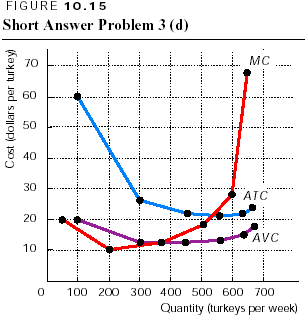 FIGURE 10.15
Short Answer Problem 3 (d)
Cost (dollars per turkey)
70
60
50
40
30
20
10
MC
ATC
AVC
0 100 200 300 400 500 600 700
Quantity (turkeys per week)